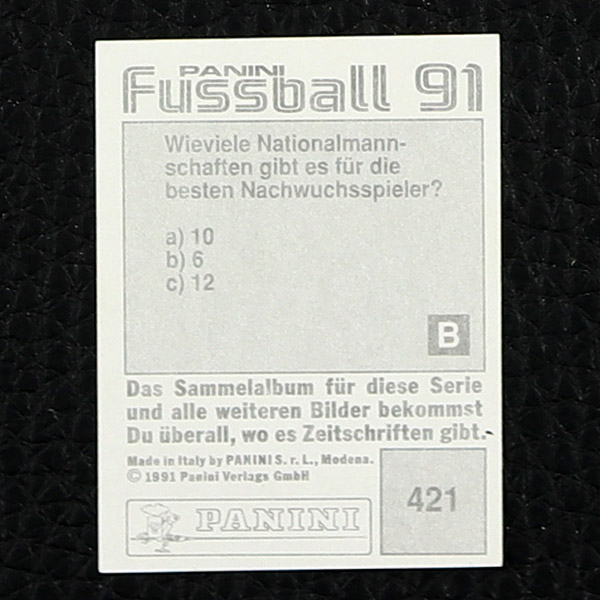 PANINI
Fussball 91
Wieviele Nationalmann-
schaften gibt es für die
besten Nachwuchsspieler?
a) 10
b) 6
c) 12
B
Das Sammelalbum für diese Serie
und alle weiteren Bilder bekommst
Du überall, wo es Zeitschriften gibt.
Made in Italy by PANINI S. r. L., Modena.
© 1991 Panini Verlags GmbH
PANINI
421